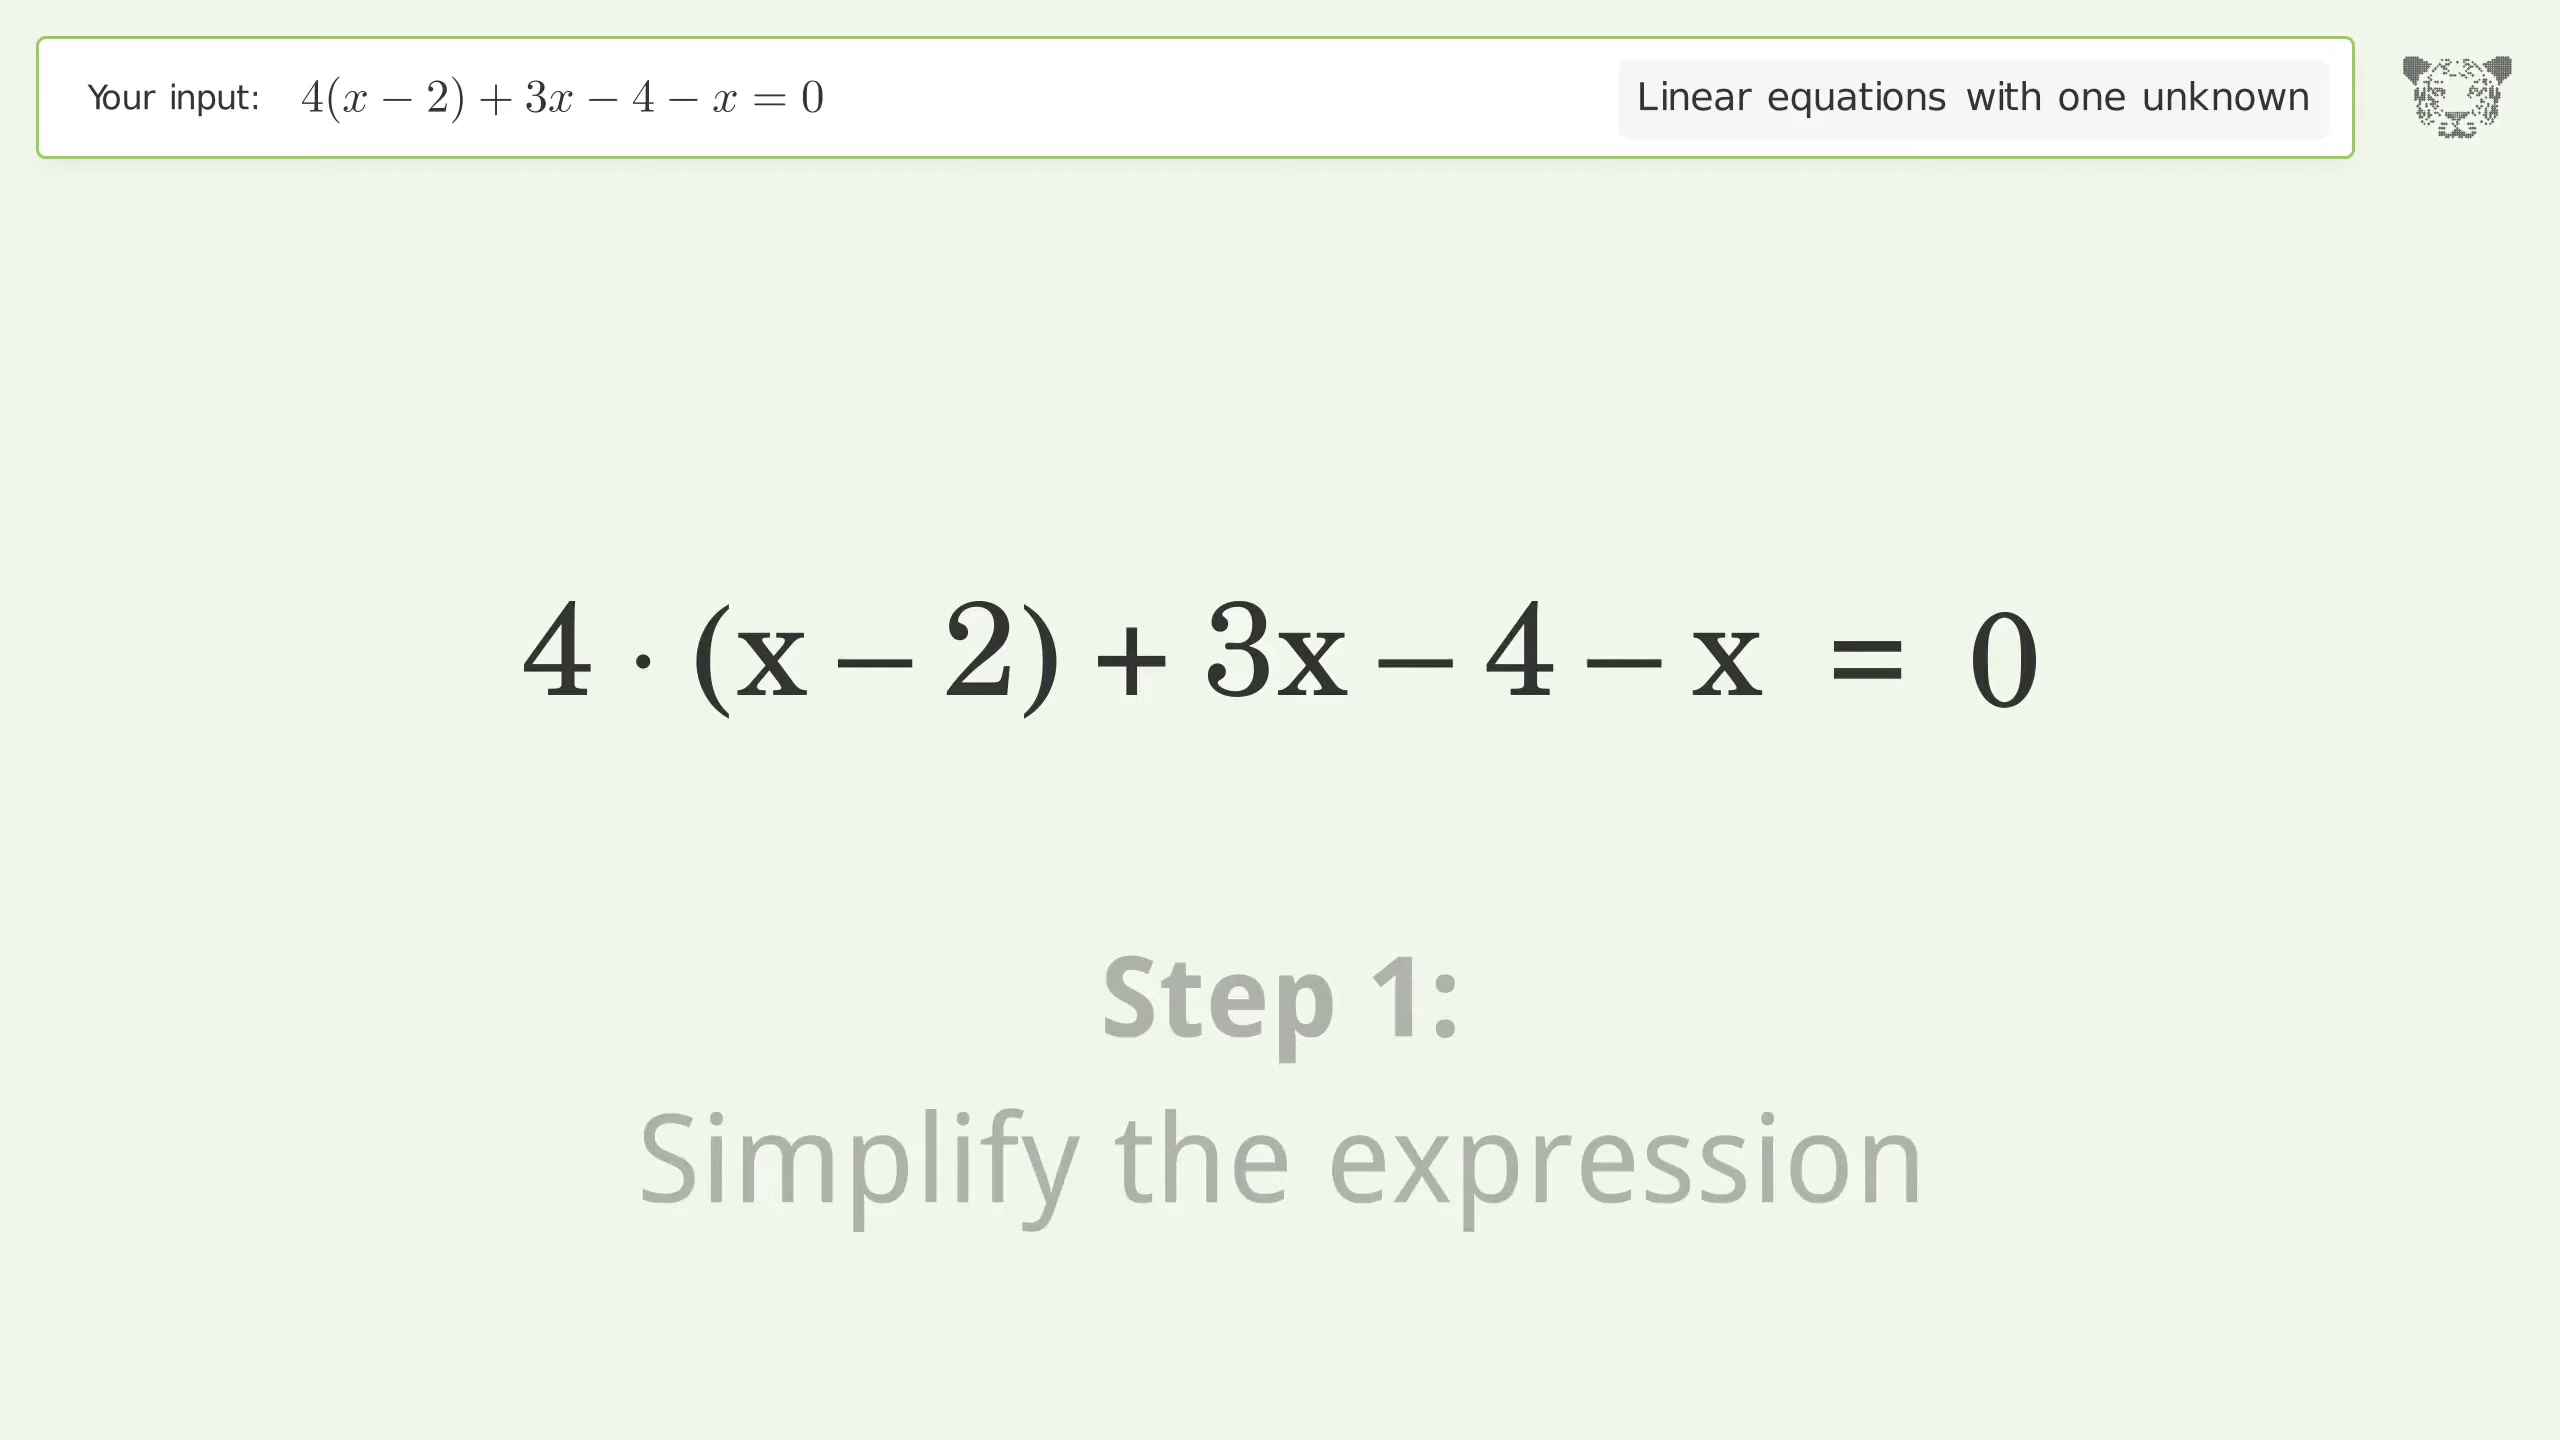 Your input: 4(x − 2) + 3x − 4 − x = 0
Linear equations with one unknown
4 · (x − 2) + 3x − 4 − x = 0
Step 1:
Simplify the expression